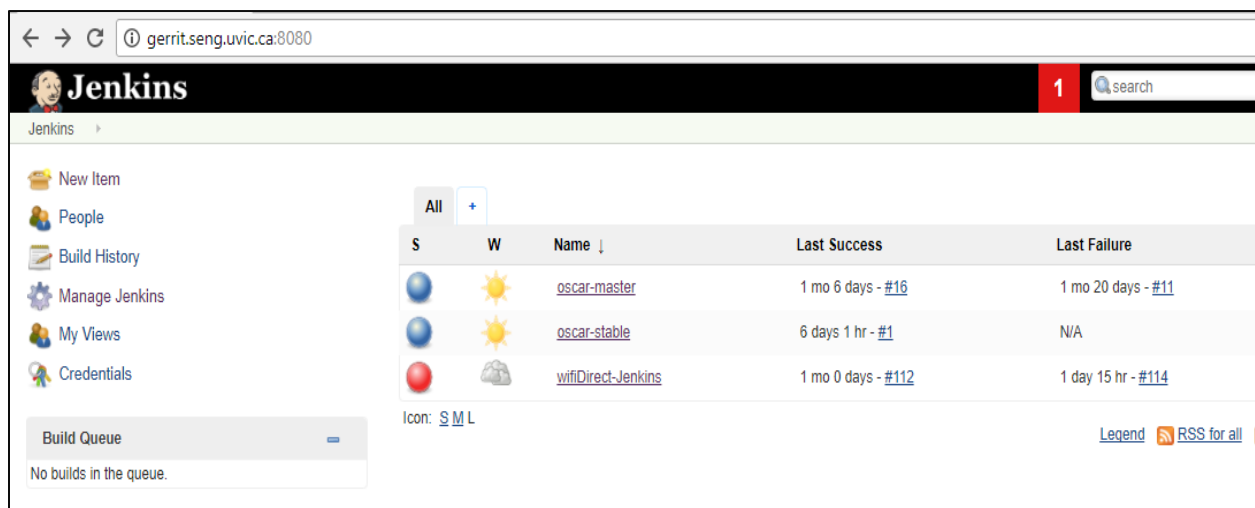 gerrit.seng.uvic.ca:8080
Jenkins
1
search
Jenkins
New Item
People
Build History
Manage Jenkins
My Views
Credentials
Build Queue
No builds in the queue.
All +
S W Name ↓ Last Success Last Failure
oscar-master 1 mo 6 days - #16 1 mo 20 days - #11
oscar-stable 6 days 1 hr - #1 N/A
wifiDirect-Jenkins 1 mo 0 days - #112 1 day 15 hr - #114
Icon: S M L
Legend RSS for all